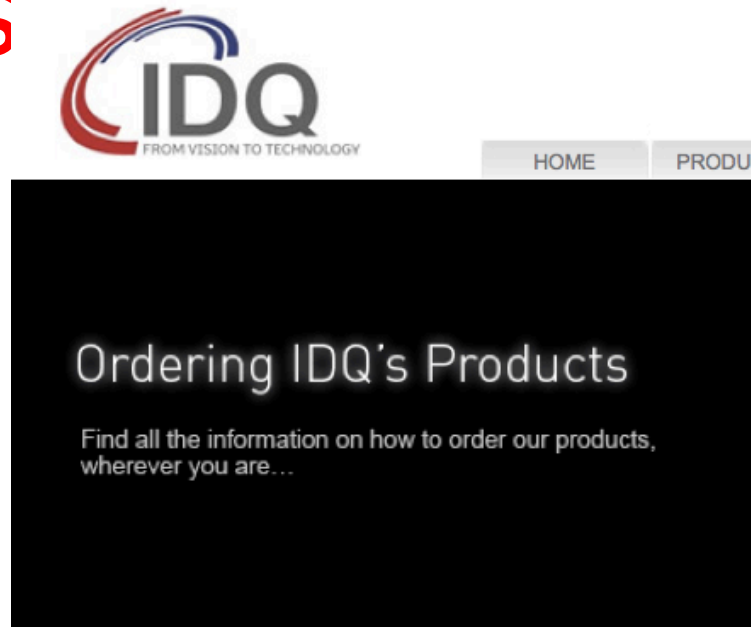 IDQ
FROM VISION TO TECHNOLOGY
HOME PRODU
Ordering IDQ's Products
Find all the information on how to order our products,
wherever you are...